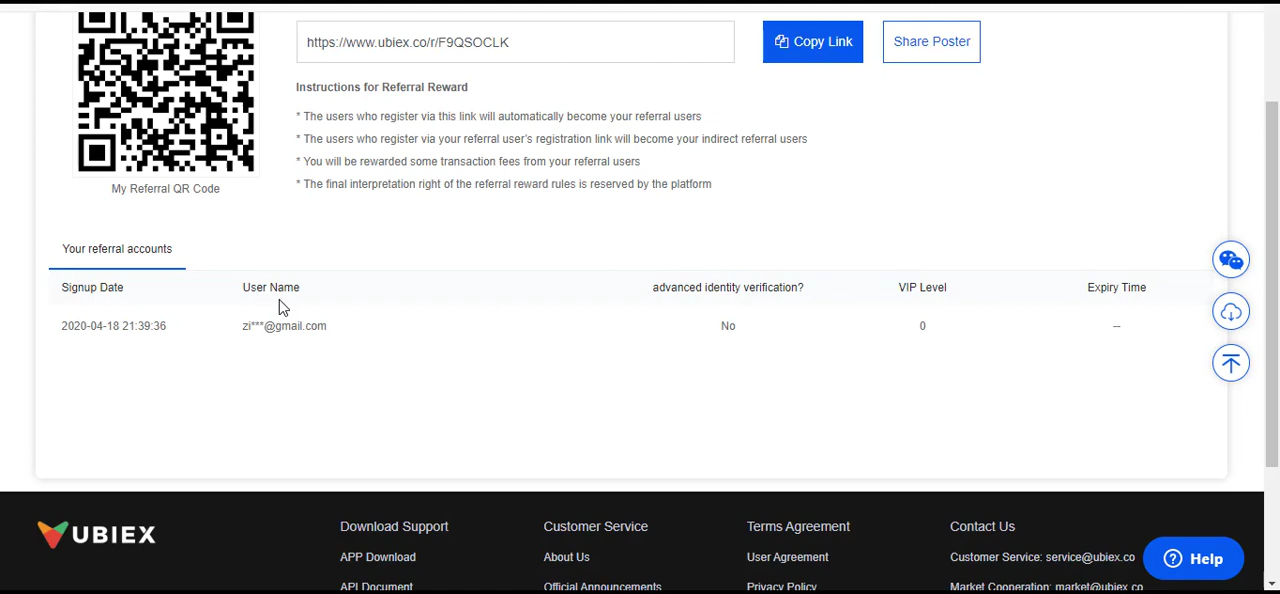 https://www.ubiex.co/r/F9QSOCLK
Copy Link
Share Poster
Instructions for Referral Reward
* The users who register via this link will automatically become your referral users
* The users who register via your referral user's registration link will become your indirect referral users
* You will be rewarded some transaction fees from your referral users
* The final interpretation right of the referral reward rules is reserved by the platform
My Referral QR Code
Your referral accounts
Signup Date User Name advanced identity verification? VIP Level Expiry Time
2020-04-18 21:39:36 zi***@gmail.com No 0 --
UBIEX
Download Support Customer Service Terms Agreement Contact Us
APP Download About Us User Agreement Customer Service: service@ubiex.co
API Document Official Announcements Privacy Policy Market Cooperation: market@ubiex.co
Help